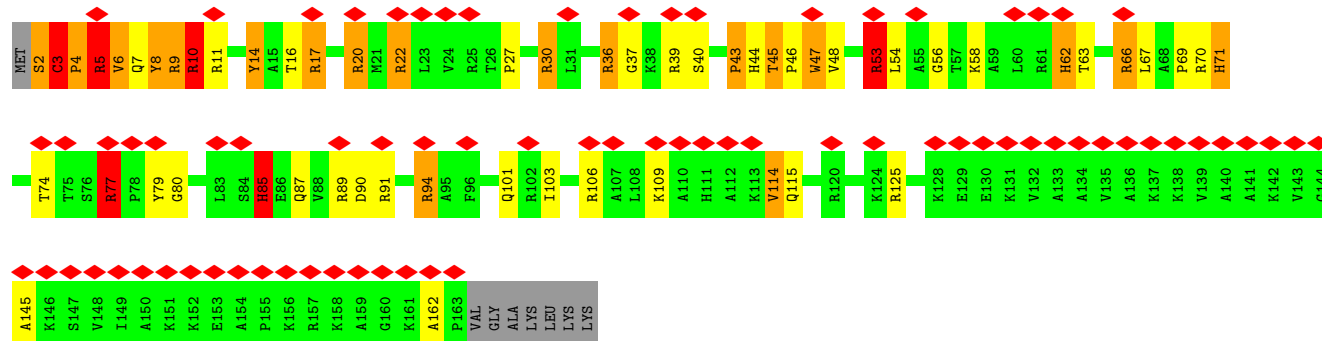 MET S2 C3 P4 R5 V6 Q7 Y8 R9 R10 R11 Y14 A15 T16 R17 R20 M21 R22 L23 V24 R25 T26 P27 R30 L31 R36 G37 K38 R39 S40 P43 H44 T45 P46 W47 V48 R53 L54 A55 G56 T57 K58 A59 L60 R61 H62 T63 R66 L67 A68 P69 R70 H71
T74 T75 S76 R77 P78 Y79 G80 L83 S84 H85 E86 Q87 V88 R89 D90 R91 R94 A95 F96 Q101 R102 I103 R106 A107 L108 K109 A110 H111 A112 K113 V114 Q115 R120 K124 R125 K128 E129 E130 K131 V132 A133 A134 V135 A136 K137 K138 V139 A140 A141 K142 V143 G144
A145 K146 S147 V148 I149 A150 K151 K152 E153 A154 P155 K156 R157 K158 A159 G160 K161 A162 P163 VAL GLY ALA LYS LEU LYS LYS